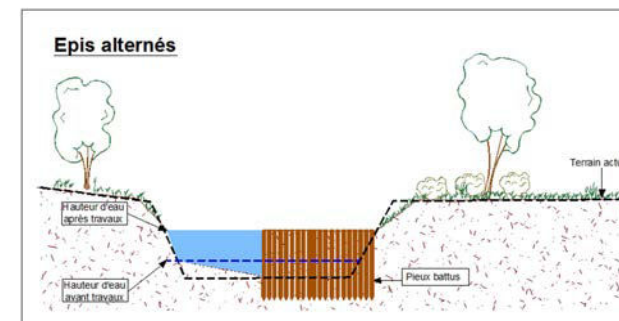 Epis alternés
Terrain actu
Hauteur d'eau
après travaux
Hauteur d'eau
avant travaux
Pieux battus